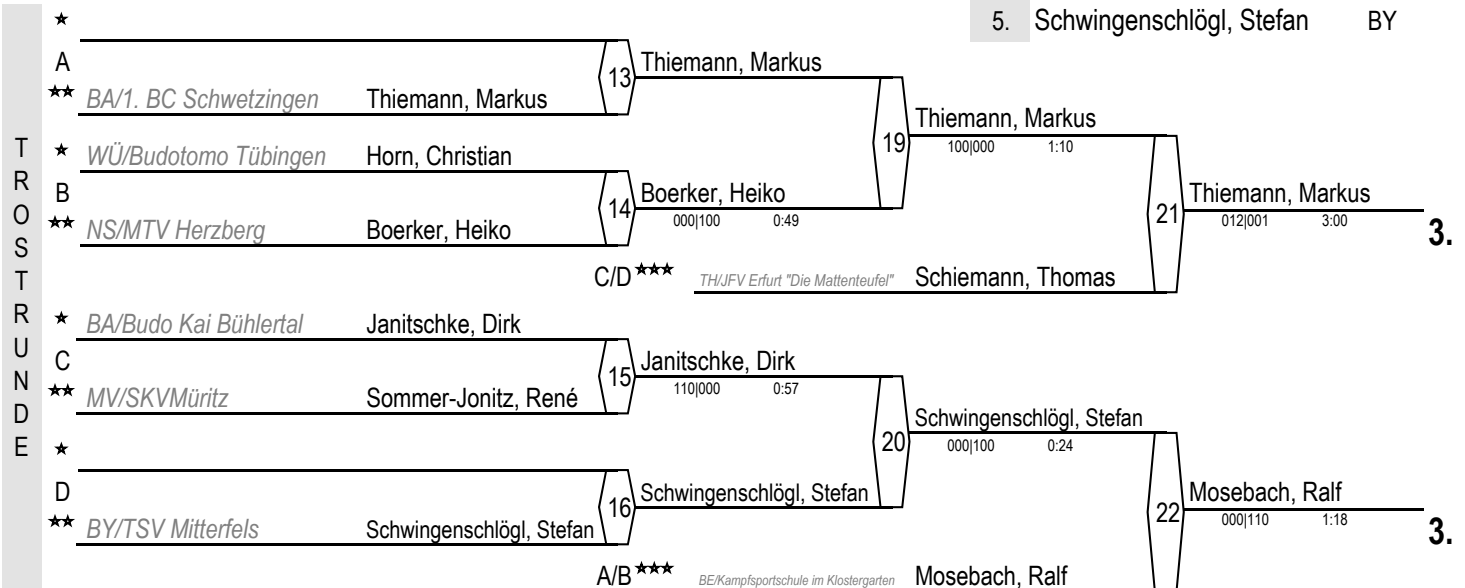 5. Schwingenschlögl, Stefan BY
TROSTRUNDE
★
A
13 Thiemann, Markus
★★ BA/1. BC Schwetzingen Thiemann, Markus
19 Thiemann, Markus
100|000 1:10
★ WÜ/Budotomo Tübingen Horn, Christian
B
14 Boerker, Heiko
000|100 0:49
★★ NS/MTV Herzberg Boerker, Heiko
21 Thiemann, Markus
012|001 3:00
3.
C/D ★★★ TH/JFV Erfurt "Die Mattenteufel" Schiemann, Thomas
★ BA/Budo Kai Bühlertal Janitschke, Dirk
C
15 Janitschke, Dirk
110|000 0:57
★★ MV/SKVMüritz Sommer-Jonitz, René
20 Schwingenschlögl, Stefan
000|100 0:24
★
D
16 Schwingenschlögl, Stefan
★★ BY/TSV Mitterfels Schwingenschlögl, Stefan
22 Mosebach, Ralf
000|110 1:18
3.
A/B ★★★ BE/Kampfsportschule im Klostergarten Mosebach, Ralf